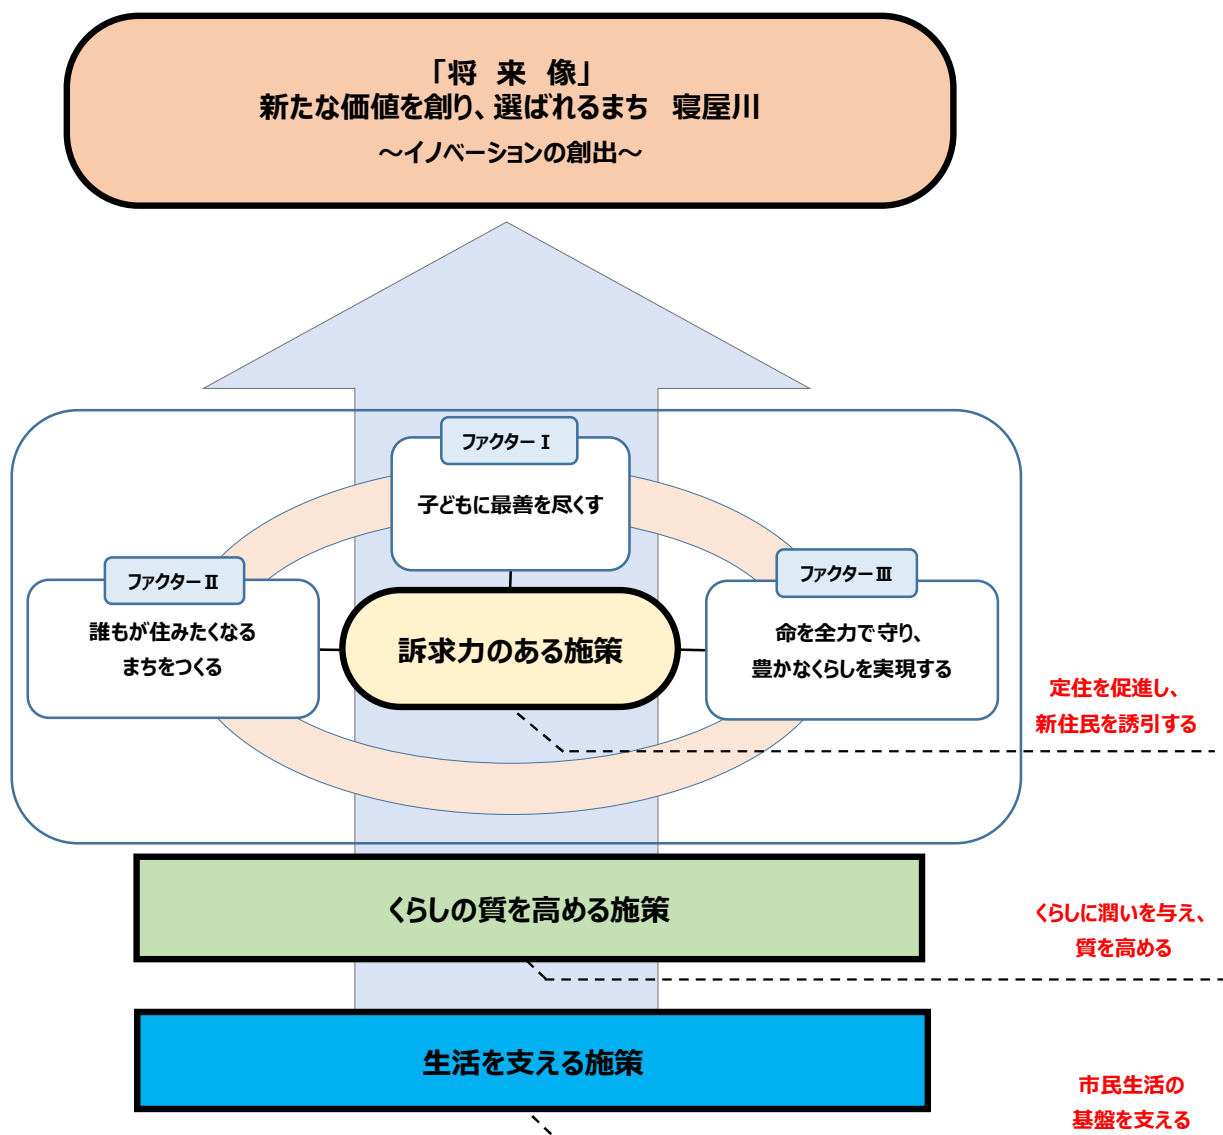 「将 来 像」
新たな価値を創り、選ばれるまち 寝屋川
～イノベーションの創出～
ファクターⅠ
子どもに最善を尽くす
ファクターⅡ
誰もが住みたくなる
まちをつくる
訴求力のある施策
ファクターⅢ
命を全力で守り、
豊かなくらしを実現する
定住を促進し、
新住民を誘引する
くらしの質を高める施策
くらしに潤いを与え、
質を高める
生活を支える施策
市民生活の
基盤を支える